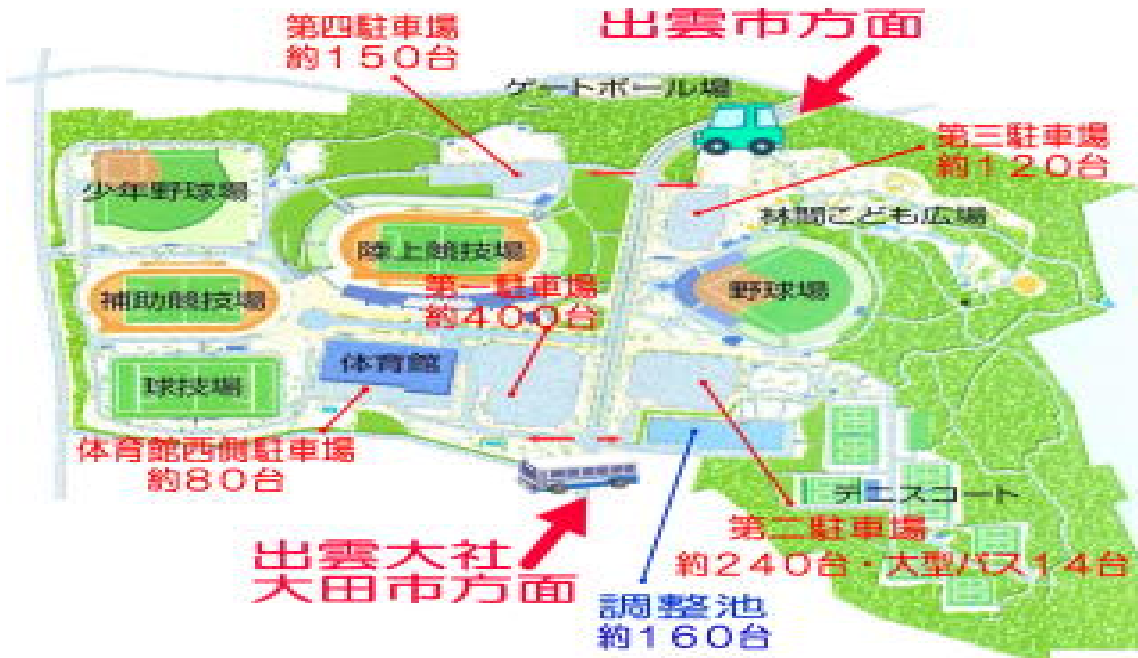 第四駐車場
約１５０台
出雲市方面
ゲートボール場
第三駐車場
約１２０台
少年野球場
林間こども広場
陸上競技場
補助競技場
第一駐車場
約４００台
野球場
体育館
球技場
体育館西側駐車場
約８０台
テニスコート
第二駐車場
約２４０台・大型バス１４台
出雲大社
大田市方面
調整池
約１６０台